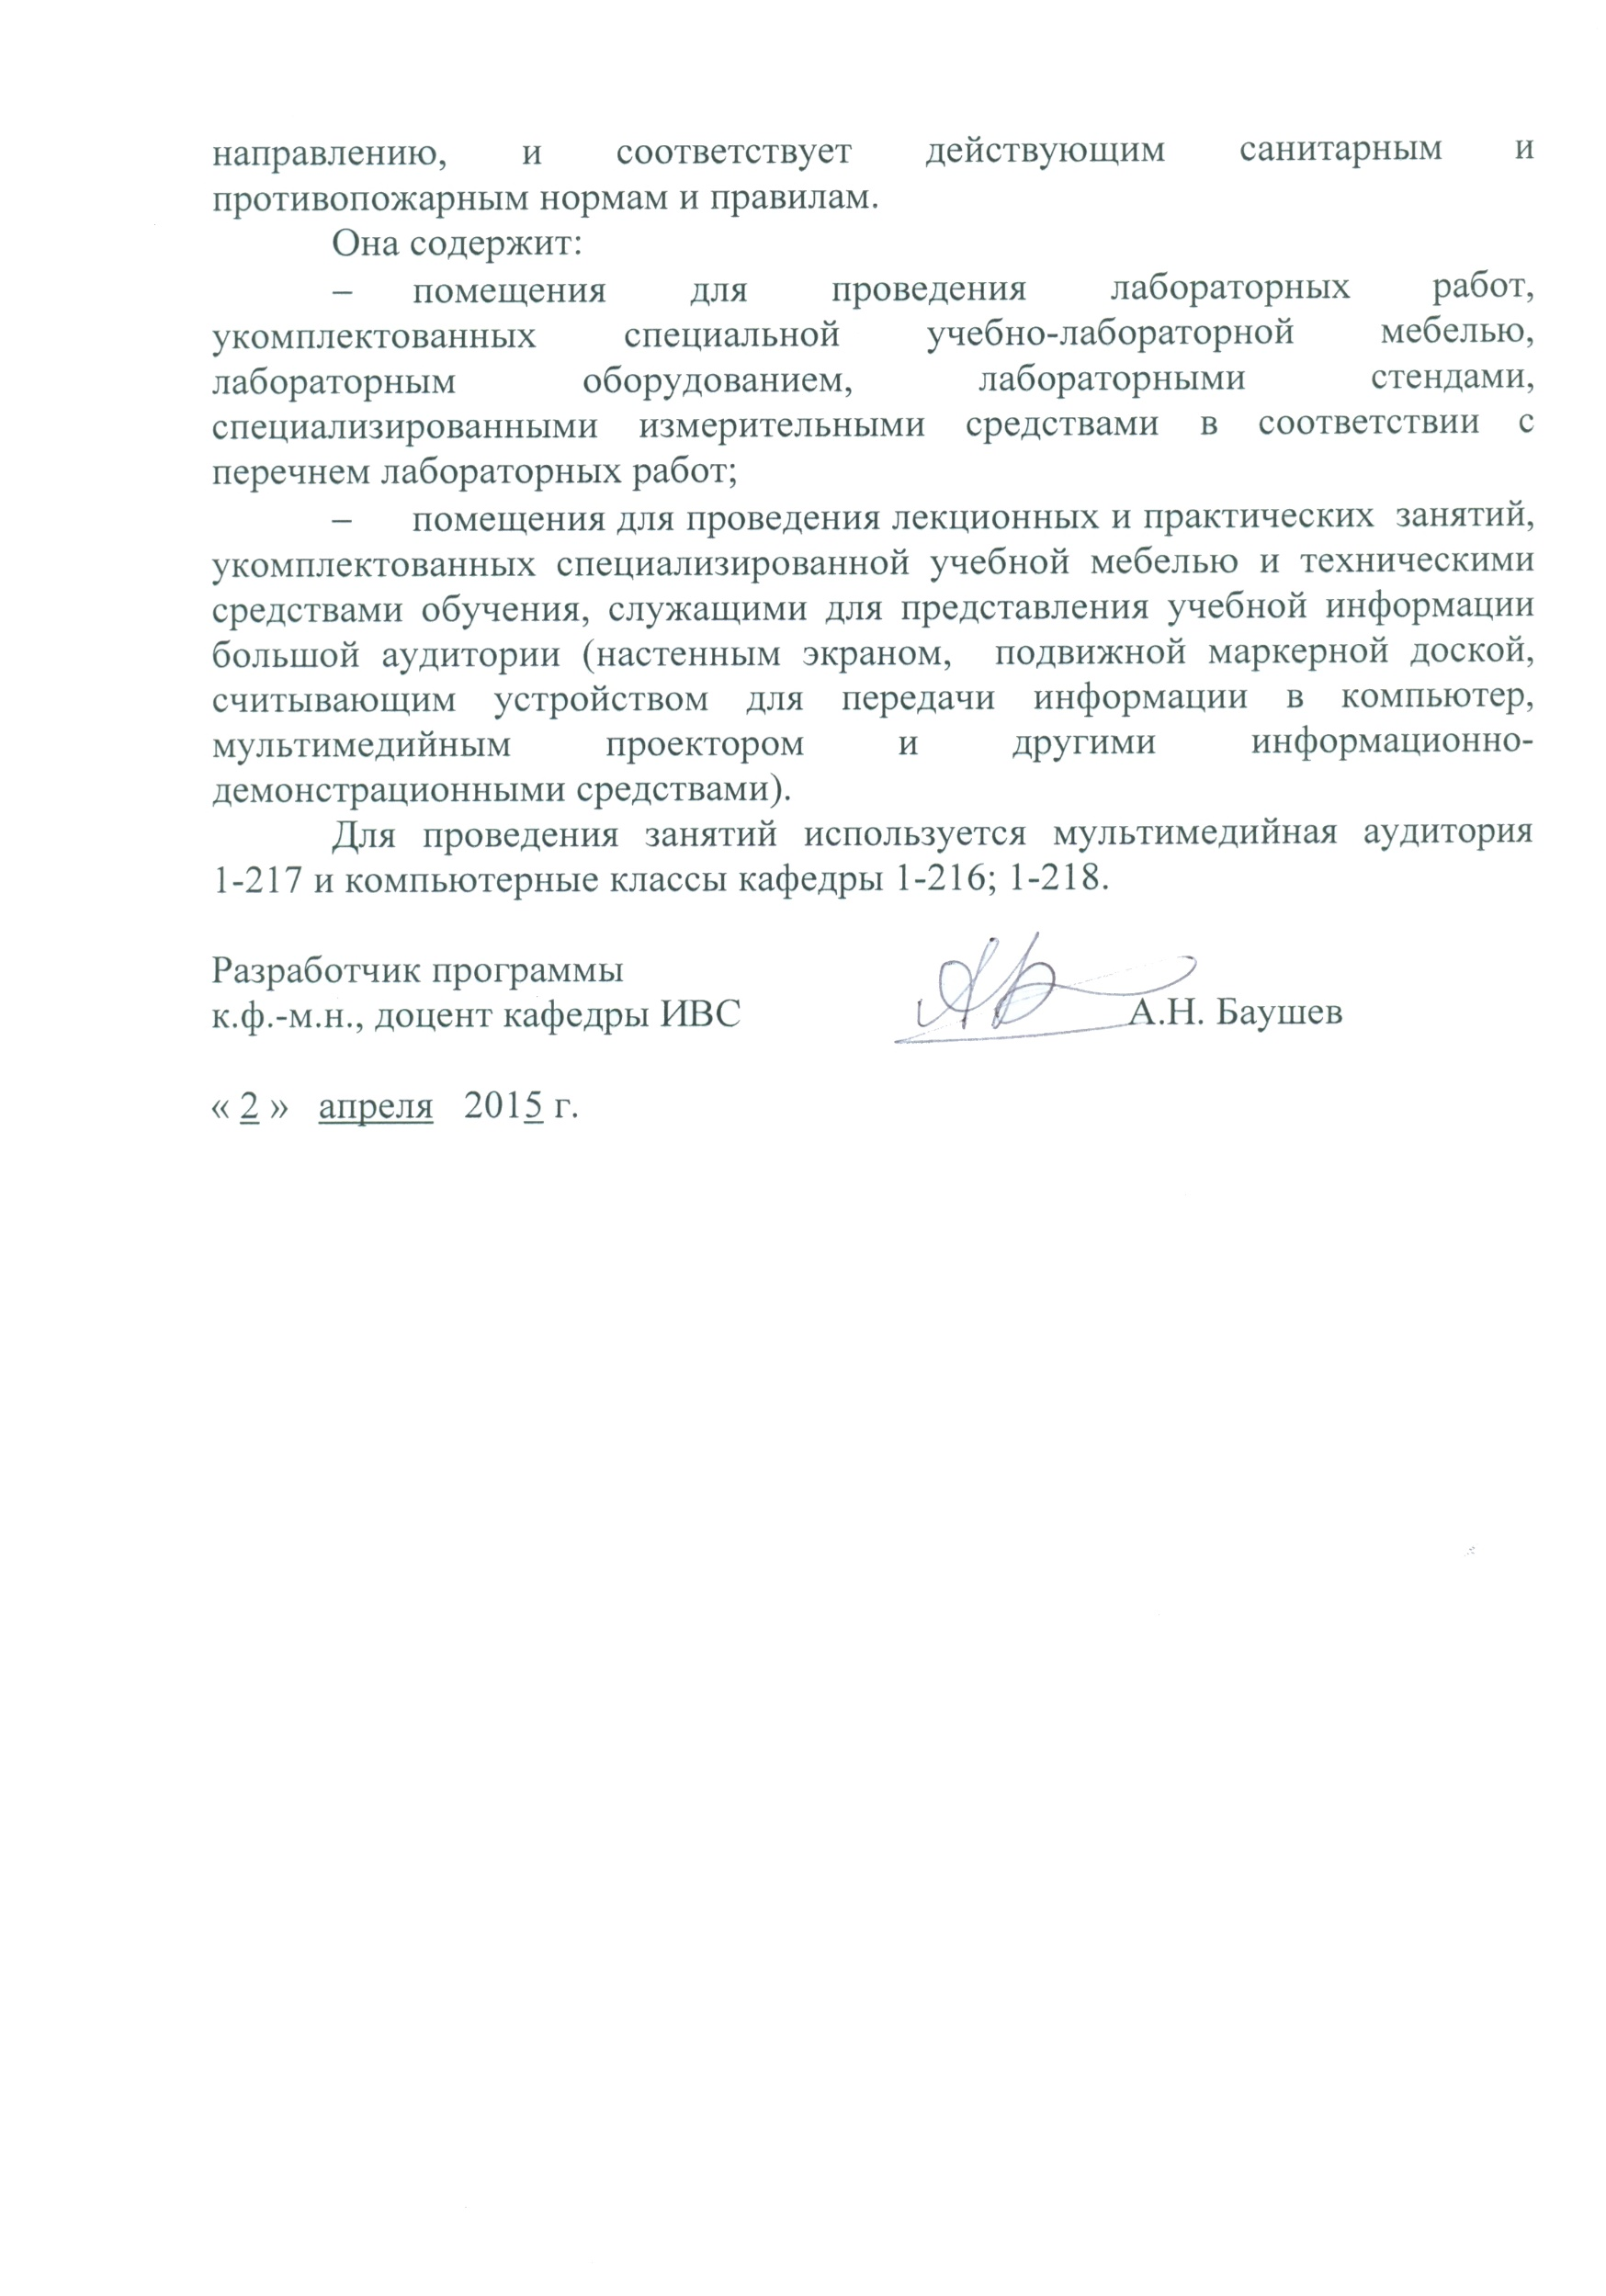 направлению, и соответствует действующим санитарным и
противопожарным нормам и правилам.
Она содержит:
– помещения для проведения лабораторных работ,
укомплектованных специальной учебно-лабораторной мебелью,
лабораторным оборудованием, лабораторными стендами,
специализированными измерительными средствами в соответствии с
перечнем лабораторных работ;
– помещения для проведения лекционных и практических занятий,
укомплектованных специализированной учебной мебелью и техническими
средствами обучения, служащими для представления учебной информации
большой аудитории (настенным экраном, подвижной маркерной доской,
считывающим устройством для передачи информации в компьютер,
мультимедийным проектором и другими информационно-
демонстрационными средствами).
Для проведения занятий используется мультимедийная аудитория
1-217 и компьютерные классы кафедры 1-216; 1-218.
Разработчик программы
к.ф.-м.н., доцент кафедры ИВС А.Н. Баушев
« 2 » апреля 2015 г.